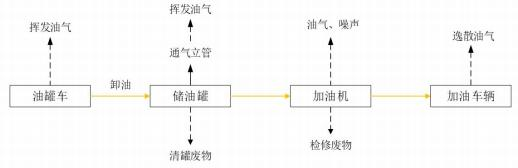 挥发油气
挥发油气
油气、噪声
逸散油气
通气立管
油罐车
卸油
储油罐
加油机
加油车辆
清罐废物
检修废物